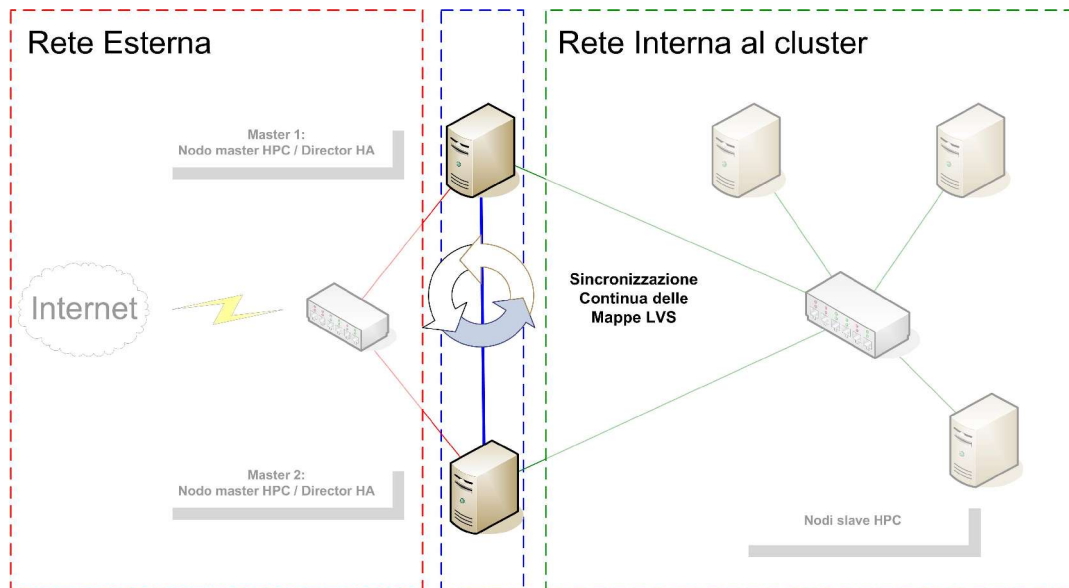 Rete Esterna
Rete Interna al cluster
Master 1:
Nodo master HPC / Director HA
Internet
Sincronizzazione
Continua delle
Mappe LVS
Master 2:
Nodo master HPC / Director HA
Nodi slave HPC